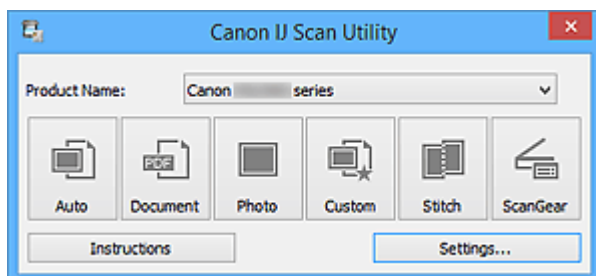 Canon IJ Scan Utility
Product Name: Canon series
PDF
Auto Document Photo Custom Stitch ScanGear
Instructions Settings...